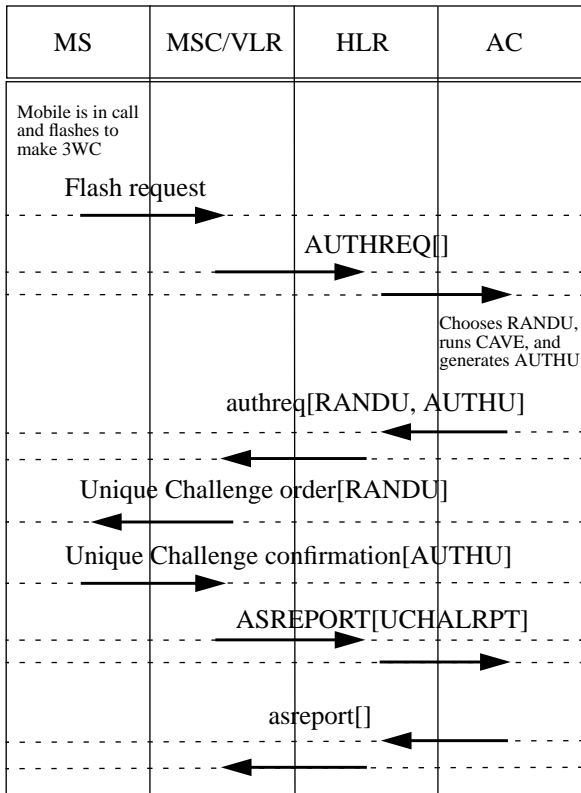 MS MSC/VLR HLR AC
Mobile is in call
and flashes to
make 3WC
Flash request
AUTHREQ[]
Chooses RANDU,
runs CAVE, and
generates AUTHU
authreq[RANDU, AUTHU]
Unique Challenge order[RANDU]
Unique Challenge confirmation[AUTHU]
ASREPORT[UCHALRPT]
asreport[]